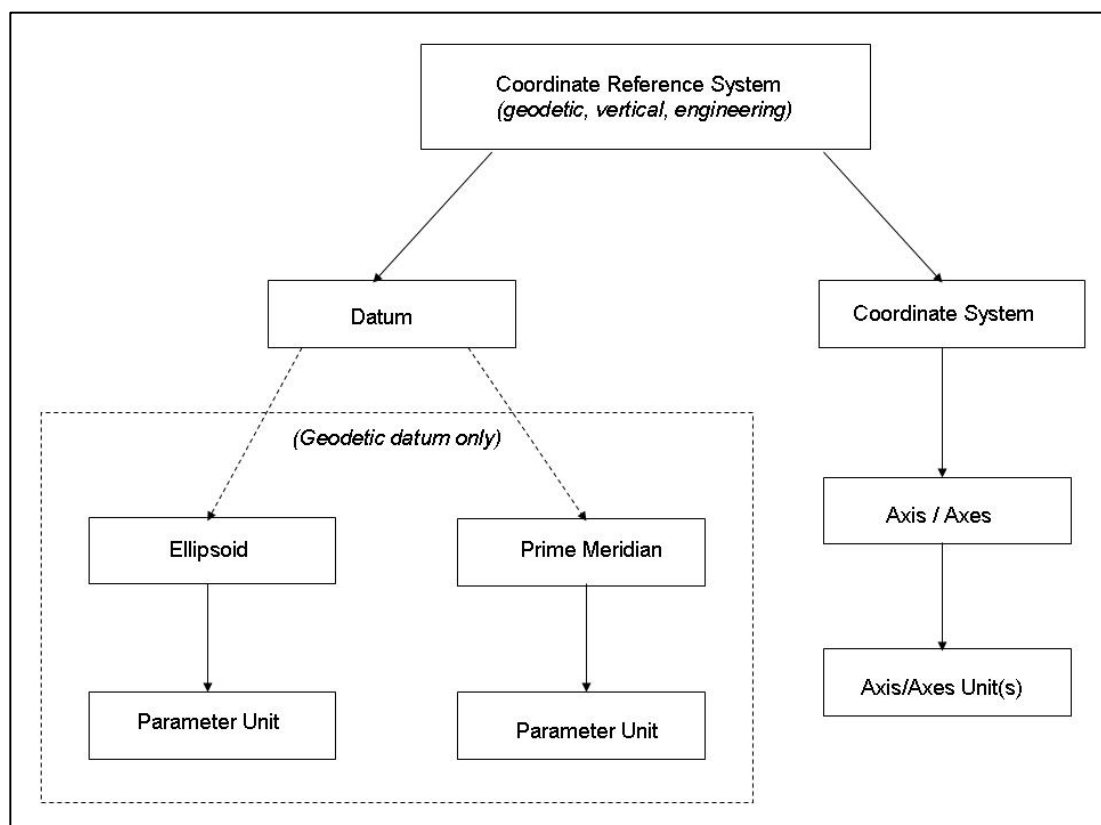 Coordinate Reference System
(geodetic, vertical, engineering)
Datum
Coordinate System
(Geodetic datum only)
Ellipsoid
Prime Meridian
Axis / Axes
Parameter Unit
Parameter Unit
Axis/Axes Unit(s)